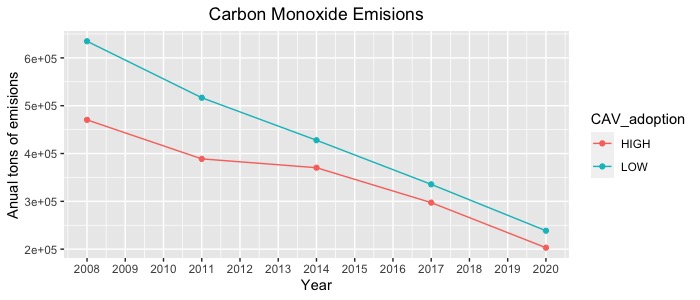 Carbon Monoxide Emisions
Anual tons of emisions
6e+05
5e+05
4e+05
3e+05
2e+05
2008 2009 2010 2011 2012 2013 2014 2015 2016 2017 2018 2019 2020
Year
CAV_adoption
HIGH
LOW